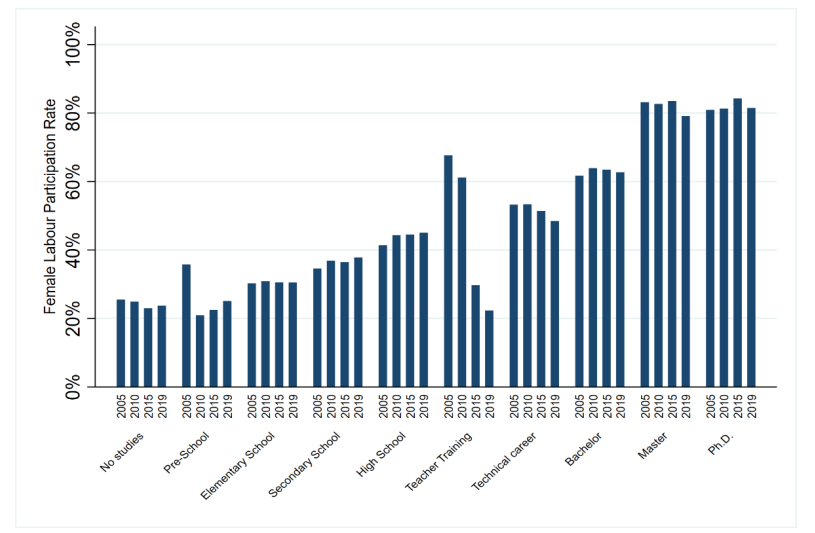 Female Labour Participation Rate
100%
80%
60%
40%
20%
0%
2005 2010 2015 2019 2005 2010 2015 2019 2005 2010 2015 2019 2005 2010 2015 2019 2005 2010 2015 2019 2005 2010 2015 2019 2005 2010 2015 2019 2005 2010 2015 2019 2005 2010 2015 2019 2005 2010 2015 2019
No studies
Pre-School
Elementary School
Secondary School
High School
Teacher Training
Technical career
Bachelor
Master
Ph.D.